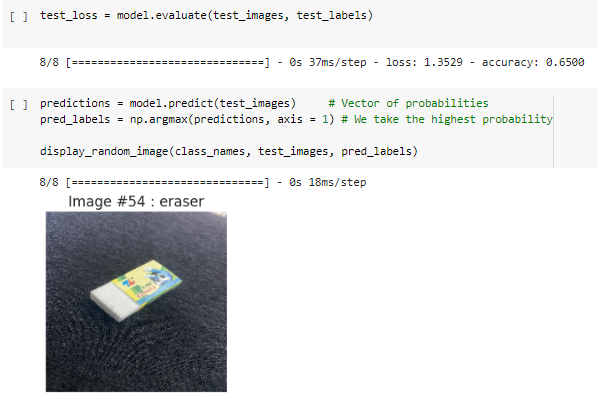 [ ] test_loss = model.evaluate(test_images, test_labels)
8/8 [==============================] - 0s 37ms/step - loss: 1.3529 - accuracy: 0.6500
[ ] predictions = model.predict(test_images)     # Vector of probabilities
pred_labels = np.argmax(predictions, axis = 1) # We take the highest probability
display_random_image(class_names, test_images, pred_labels)
8/8 [==============================] - 0s 18ms/step
Image #54 : eraser